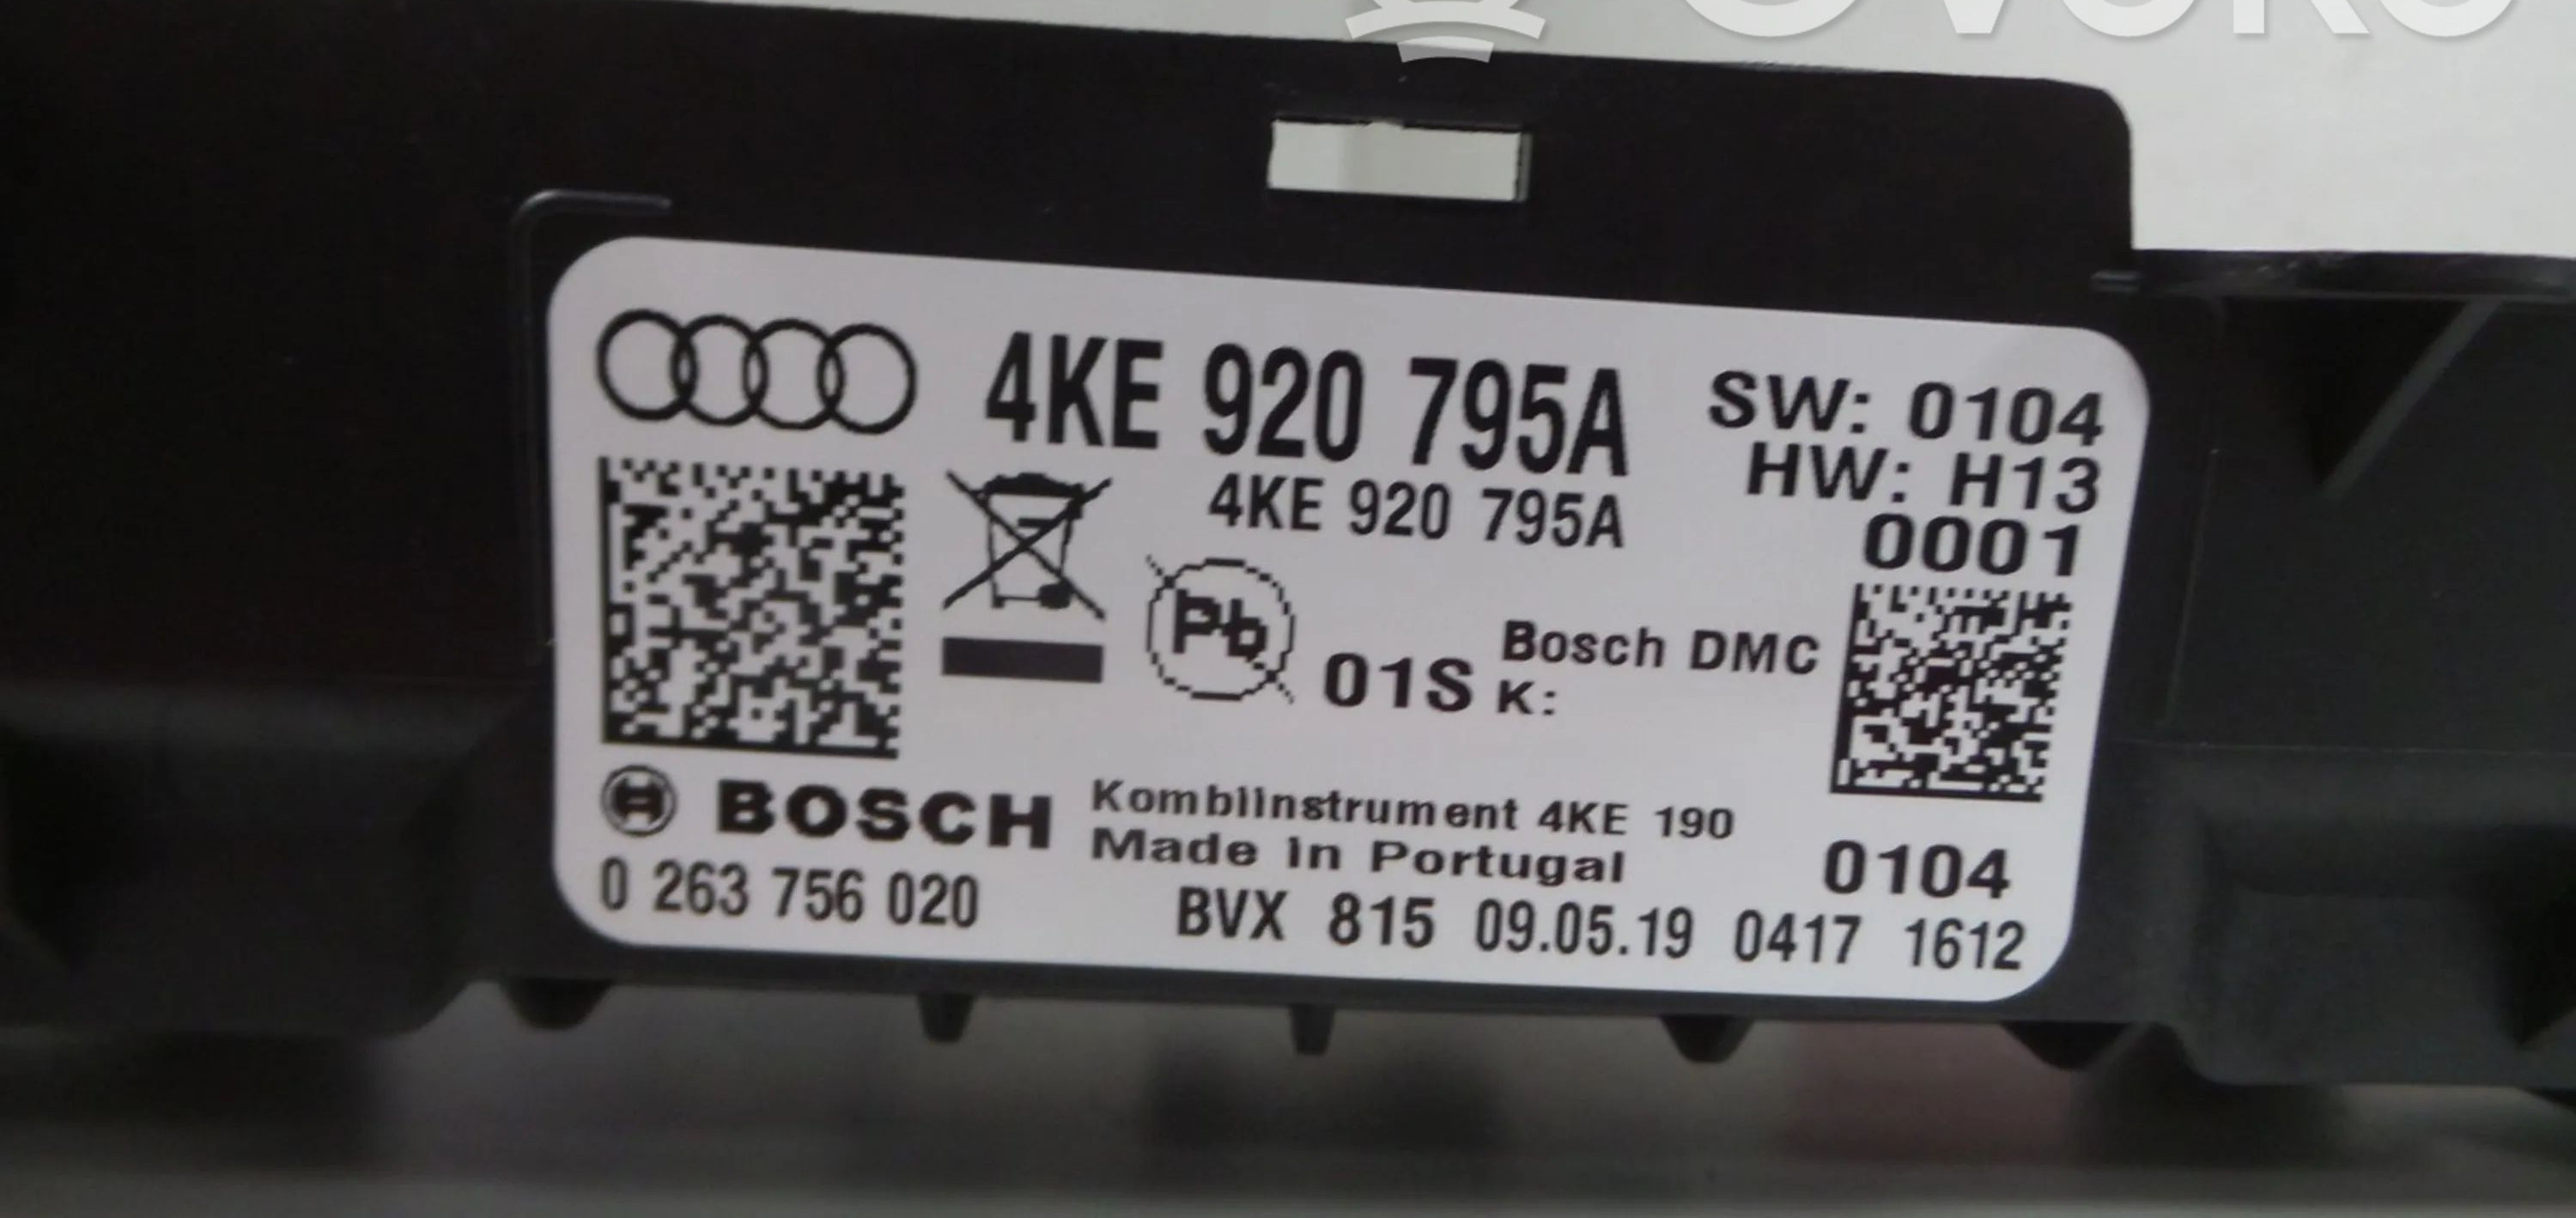 4KE 920 795A
SW: 0104
HW: H13
0001
4KE 920 795A
Pb
01S
Bosch DMC
K:
BOSCH
Kombiinstrument 4KE 190
Made in Portugal
0104
0 263 756 020
BVX 815 09.05.19 0417 1612